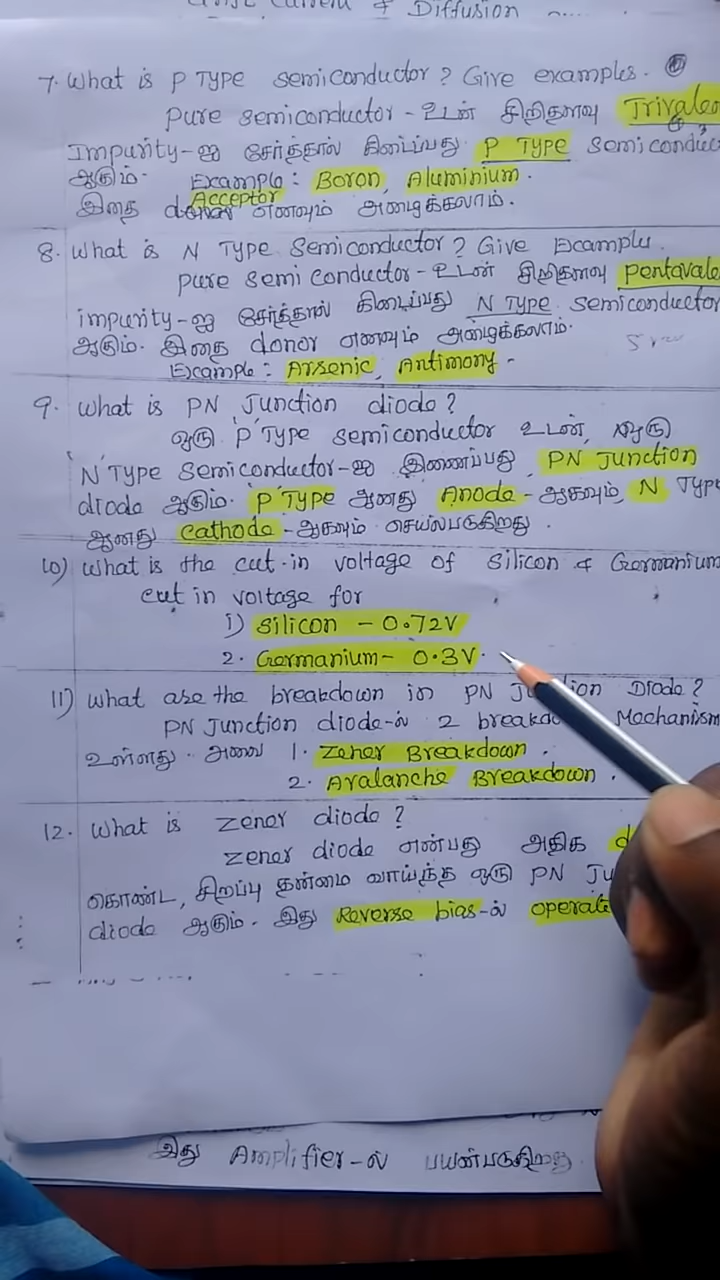 & Diffusion
7. What is P Type semiconductor? Give examples.
Pure semiconductor - உடன் சிறிதளவு Trivalen
Impurity-ஐ சேர்த்தால் கிடைப்பது P TYPE semiconduc
ஆகும். Example: Boron, Aluminium.
Acceptor
இதை donor எனவும் அழைக்கலாம்.
8. What is N Type semiconductor? Give Example.
pure semi conductor - உடன் சிறிதளவு pentavale
impurity-ஐ சேர்த்தால் கிடைப்பது N TYPE semiconductor
ஆகும். இதை donor எனவும் அழைக்கலாம்.
Example: Arsenic, Antimony.
9. What is PN Junction diode?
ஒரு 'P' Type semiconductor உடன், ஒரு
'N' Type semiconductor-ஐ இணைப்பது PN Junction
diode ஆகும். P Type ஆனது Anode - ஆகவும், N Type
ஆனது cathode - ஆகவும் செயல்படுகிறது.
10) What is the cut-in voltage of silicon & Germanium
cut in voltage for
i) silicon - 0.72V
2. Germanium - 0.3V.
11) What are the breakdown in PN Junction Diode?
PN Junction diode-ல் 2 breakdo Mechanism
உள்ளது. அவை 1. Zener Breakdown.
2. Avalanche Breakdown.
12. What is zener diode?
zener diode என்பது அதிக d
கொண்ட, சிறப்பு தன்மை வாய்ந்த ஒரு PN Ju
diode ஆகும். இது Reverse bias-ல் operate
இது Amplifier-ல் பயன்படுகிறது.